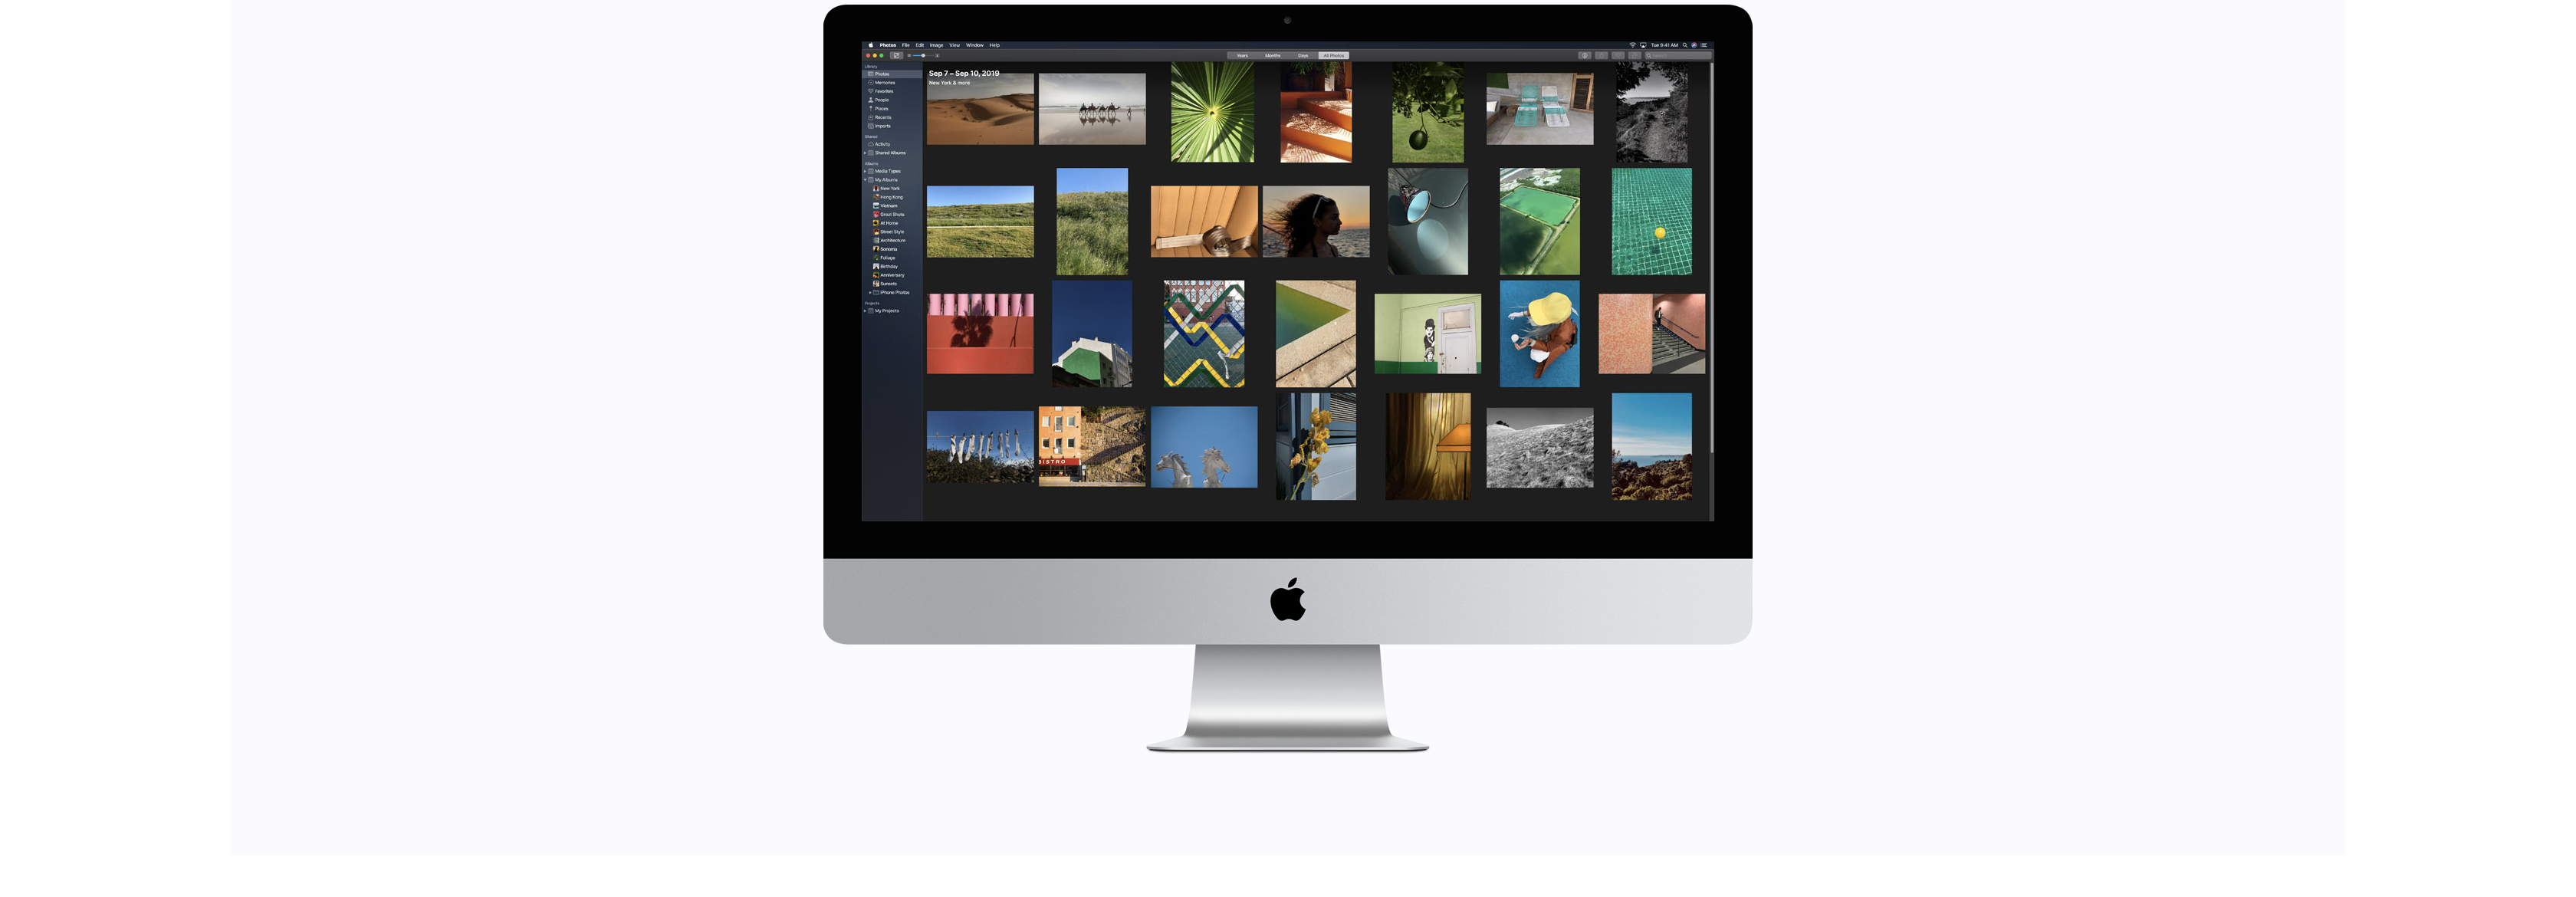 Photos File Edit Image View Window Help
Tue 9:41 AM
Years Months Days All Photos
Search
Library
Photos
Memories
Favorites
People
Places
Recents
Imports
Shared
Activity
Shared Albums
Albums
Media Types
My Albums
New York
Hong Kong
Vietnam
Great Shots
At Home
Street Style
Architecture
Sonoma
Foliage
Birthday
Anniversary
Sunsets
iPhone Photos
Projects
My Projects
Sep 7 – Sep 10, 2019
New York & more
BISTRO